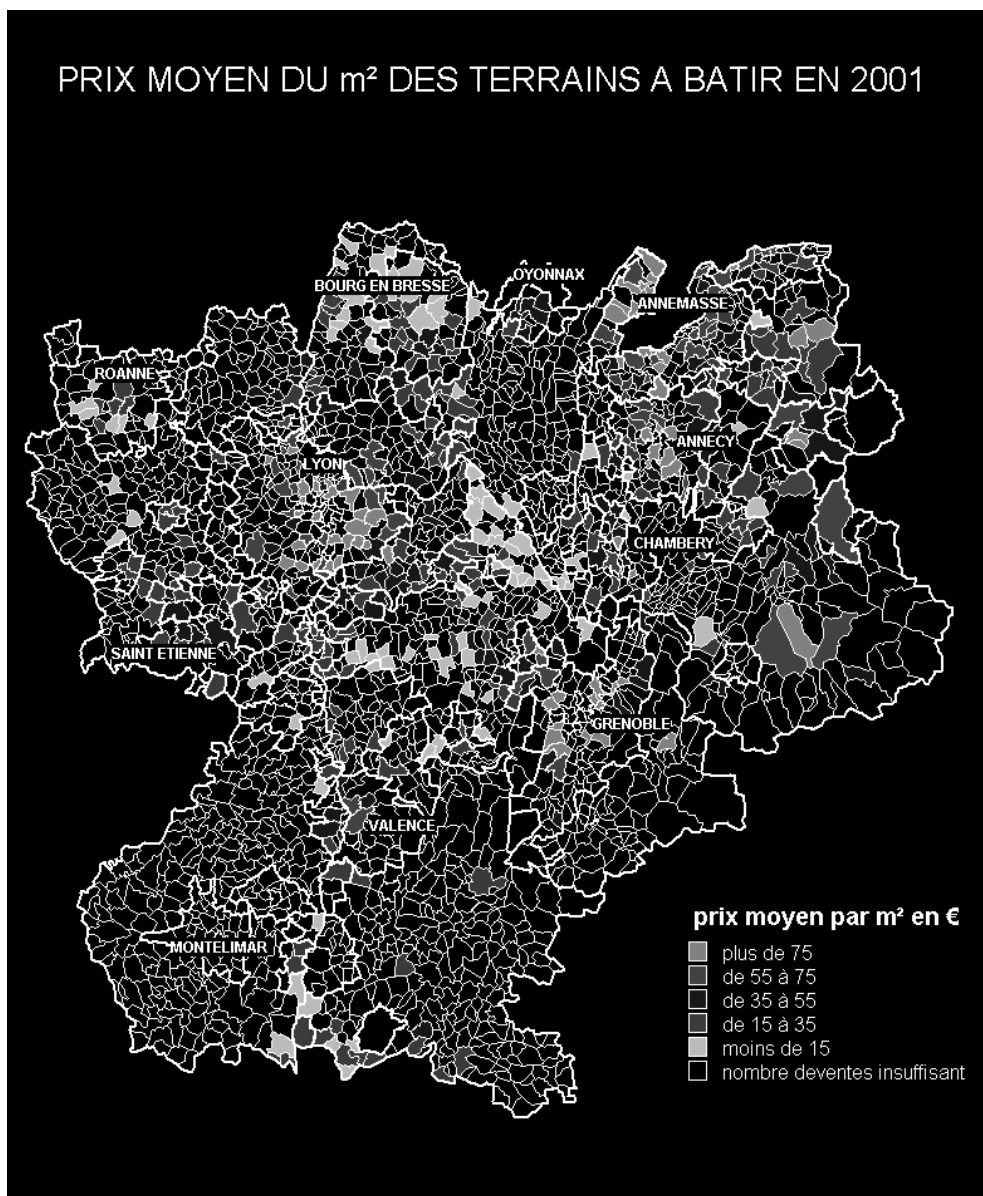 PRIX MOYEN DU m² DES TERRAINS A BATIR EN 2001
OYONNAX
BOURG EN BRESSE
ANNEMASSE
ROANNE
ANNECY
LYON
CHAMBERY
SAINT ETIENNE
GRENOBLE
VALENCE
MONTELIMAR
prix moyen par m² en €
plus de 75
de 55 à 75
de 35 à 55
de 15 à 35
moins de 15
nombre deventes insuffisant